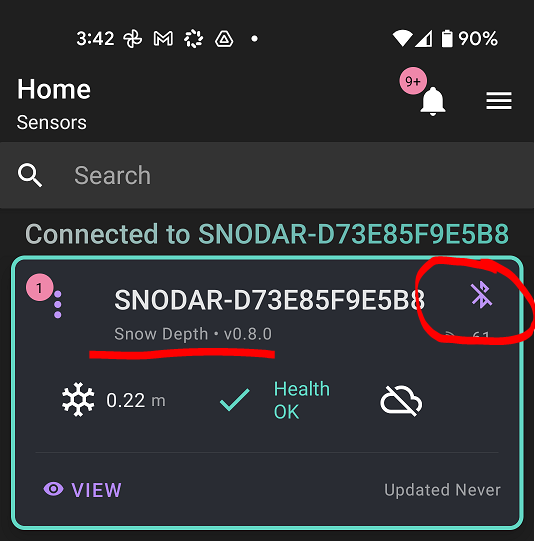 3:42 90%
Home
9+
Sensors
Search
Connected to SNODAR-D73E85F9E5B8
1
SNODAR-D73E85F9E5B8
Snow Depth • v0.8.0
61
0.22 m
Health
OK
VIEW
Updated Never